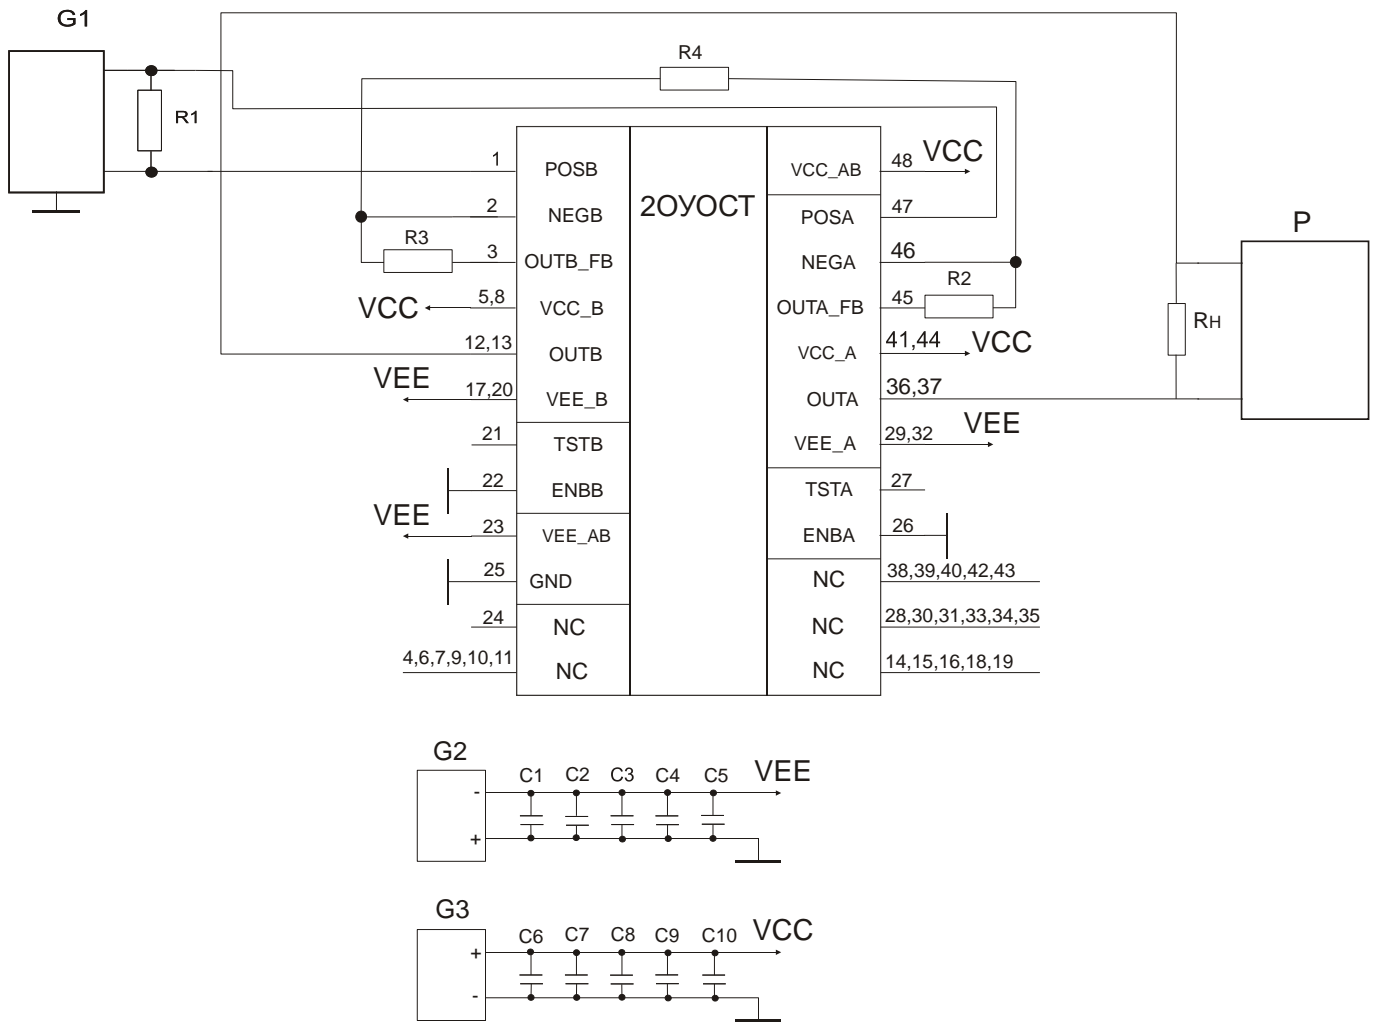 G1
R1
R4
2ОУОСТ
1
POSB
2
NEGB
R3
3
OUTB_FB
VCC
5,8
VCC_B
12,13
OUTB
VEE
17,20
VEE_B
21
TSTB
22
ENBB
VEE
23
VEE_AB
25
GND
24
NC
4,6,7,9,10,11
NC
VCC_AB
48
VCC
POSA
47
NEGA
46
OUTA_FB
45
R2
VCC_A
41,44
VCC
OUTA
36,37
VEE_A
29,32
VEE
TSTA
27
ENBA
26
NC
38,39,40,42,43
NC
28,30,31,33,34,35
NC
14,15,16,18,19
P
Rн
G2
-
+
C1
C2
C3
C4
C5
VEE
G3
+
-
C6
C7
C8
C9
C10
VCC